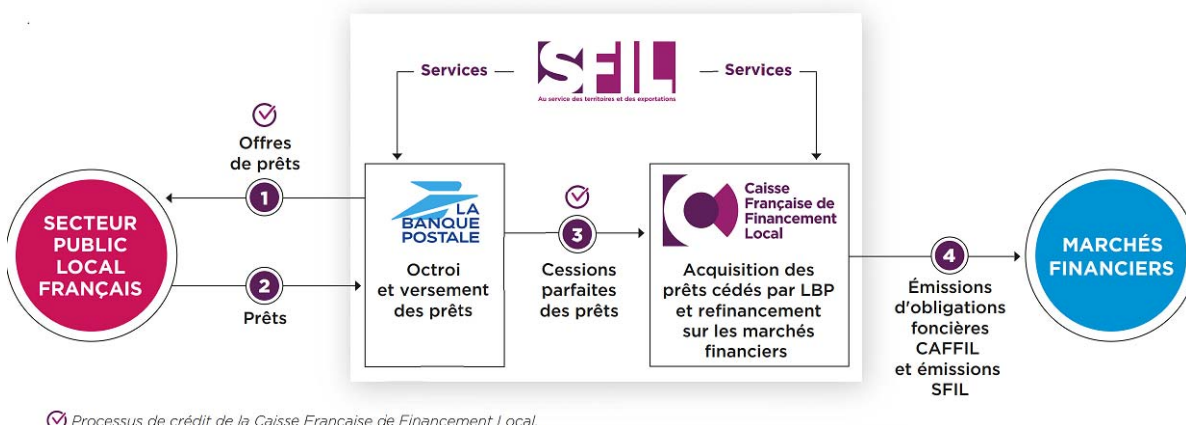 Services
SFIL
Services
Au service des territoires et des exportations
Offres
de prêts
1
SECTEUR
PUBLIC
LOCAL
FRANÇAIS
2
Prêts
LA
BANQUE
POSTALE
Octroi
et versement
des prêts
3
Cessions
parfaites
des prêts
Caisse
Française de
Financement
Local
Acquisition des
prêts cédés par LBP
et refinancement
sur les marchés
financiers
4
Émissions
d'obligations
foncières
CAFFIL
et émissions
SFIL
MARCHÉS
FINANCIERS
Processus de crédit de la Caisse Française de Financement Local.